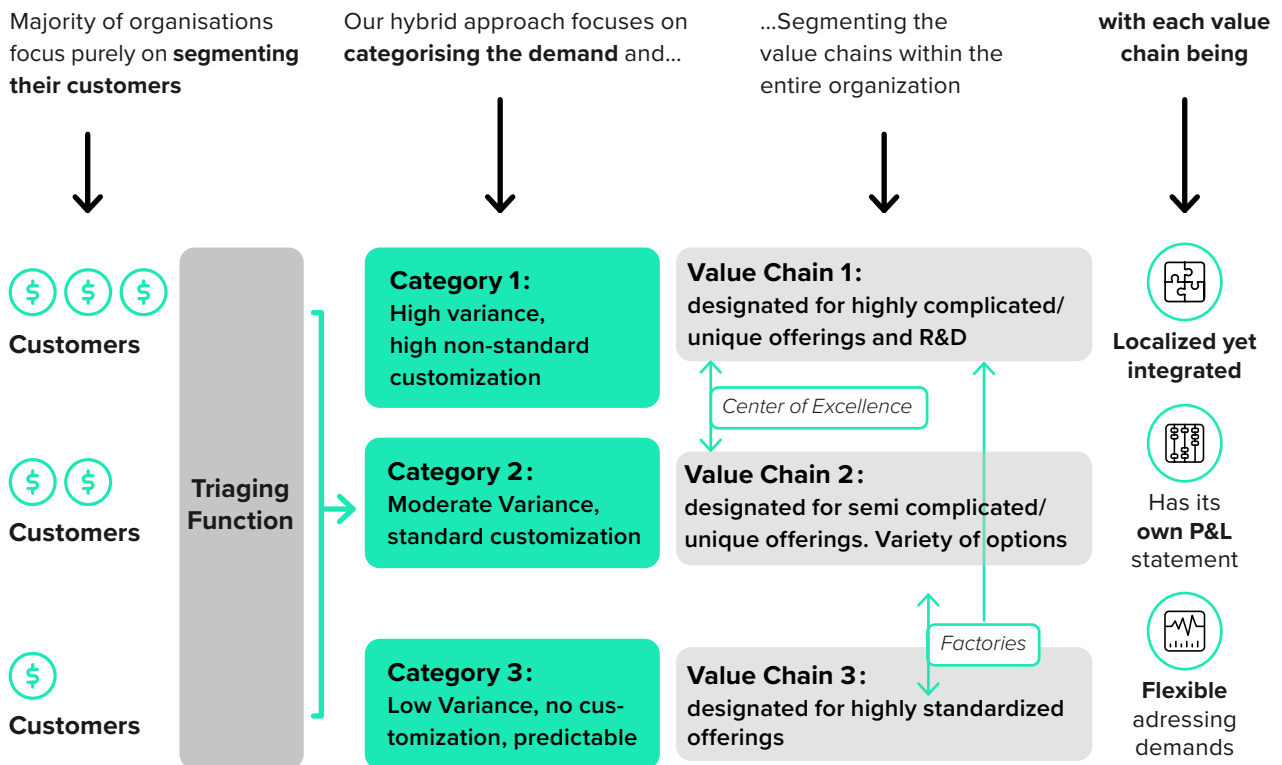 Majority of organisations
focus purely on segmenting
their customers
Our hybrid approach focuses on
categorising the demand and...
...Segmenting the
value chains within the
entire organization
with each value
chain being
$ $ $
Customers
$ $
Customers
$
Customers
Triaging
Function
Category 1:
High variance,
high non-standard
customization
Category 2:
Moderate Variance,
standard customization
Category 3:
Low Variance, no cus-
tomization, predictable
Value Chain 1:
designated for highly complicated/
unique offerings and R&D
Center of Excellence
Value Chain 2:
designated for semi complicated/
unique offerings. Variety of options
Factories
Value Chain 3:
designated for highly standardized
offerings
Localized yet
integrated
Has its
own P&L
statement
Flexible
adressing
demands